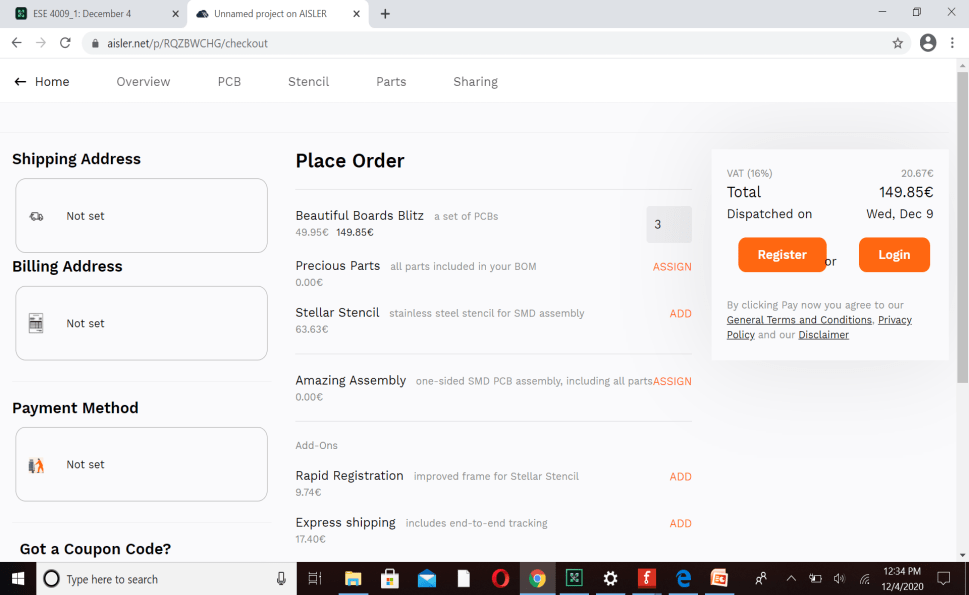 ESE 4009_1: December 4
Unnamed project on AISLER
aisler.net/p/RQZBWCHG/checkout
Home Overview PCB Stencil Parts Sharing
Shipping Address
Not set
Billing Address
Not set
Payment Method
Not set
Got a Coupon Code?
Place Order
Beautiful Boards Blitz a set of PCBs
49.95€ 149.85€
3
Precious Parts all parts included in your BOM ASSIGN
0.00€
Stellar Stencil stainless steel stencil for SMD assembly ADD
63.63€
Amazing Assembly one-sided SMD PCB assembly, including all parts ASSIGN
0.00€
Add-Ons
Rapid Registration improved frame for Stellar Stencil ADD
9.74€
Express shipping includes end-to-end tracking ADD
17.40€
VAT (16%) 20.67€
Total 149.85€
Dispatched on Wed, Dec 9
Register or Login
By clicking Pay now you agree to our
General Terms and Conditions, Privacy
Policy and our Disclaimer
Type here to search
12:34 PM
12/4/2020